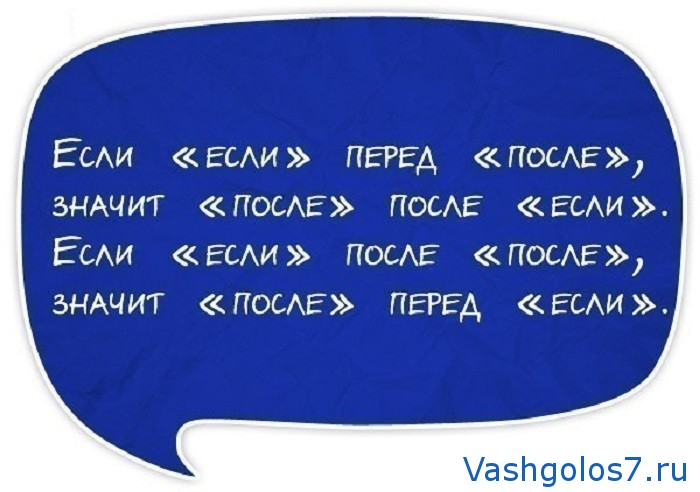 Если «если» перед «после»,
значит «после» после «если».
Если «если» после «после»,
значит «после» перед «если».
Vashgolos7.ru